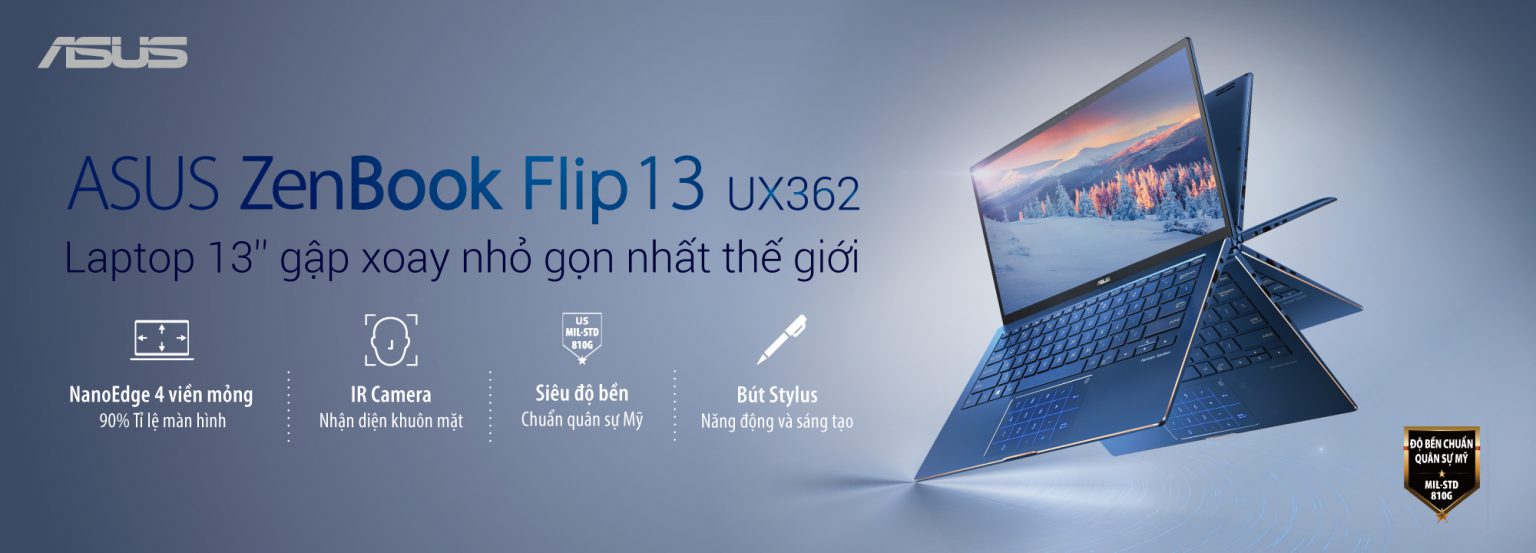 ASUS
ASUS ZenBook Flip13 UX362
Laptop 13" gập xoay nhỏ gọn nhất thế giới
NanoEdge 4 viền mỏng
90% Tỉ lệ màn hình
IR Camera
Nhận diện khuôn mặt
US
MIL-STD
810G
Siêu độ bền
Chuẩn quân sự Mỹ
Bút Stylus
Năng động và sáng tạo
ASUS
ĐỘ BỀN CHUẨN
QUÂN SỰ MỸ
MIL-STD
810G